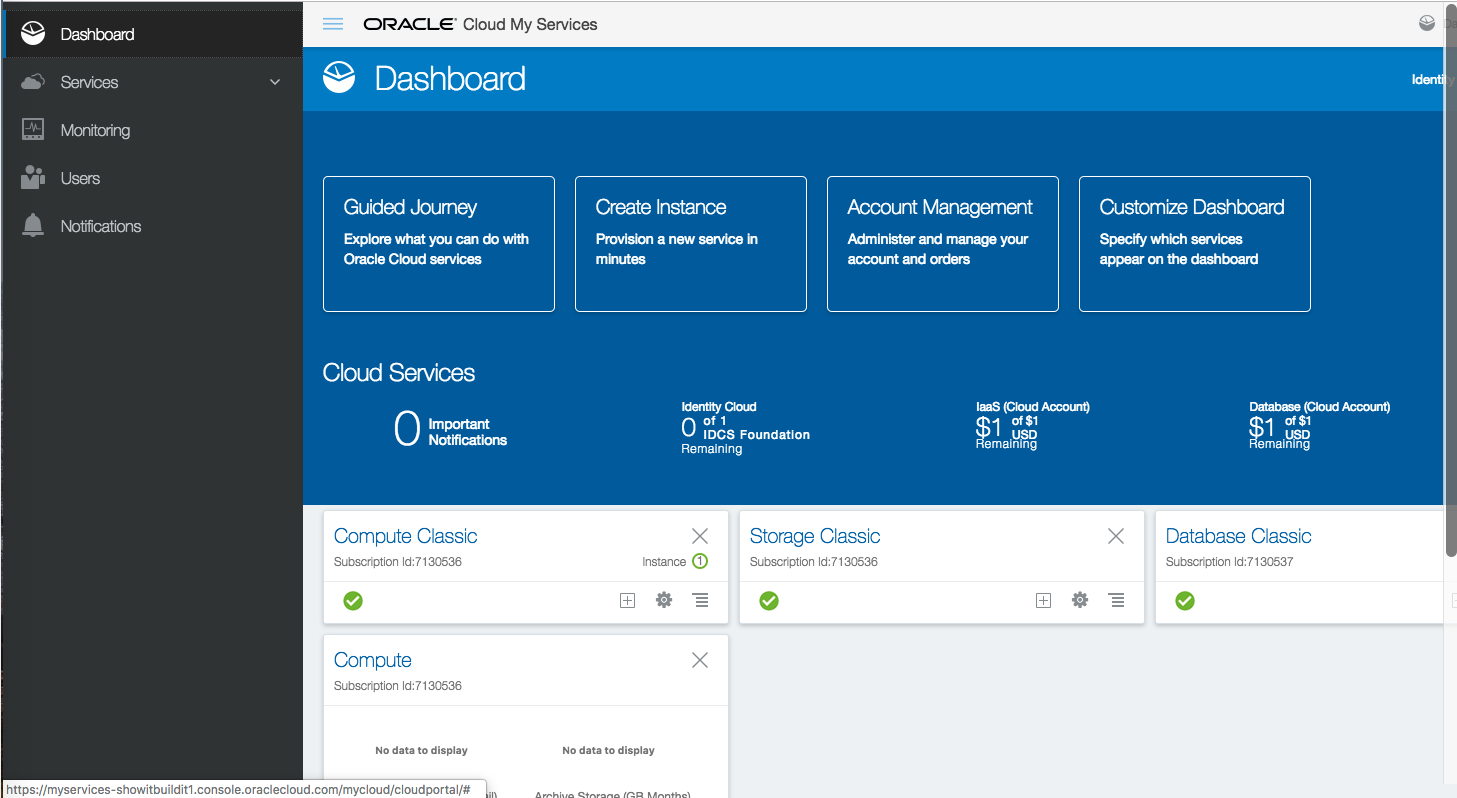 Dashboard
Services
Monitoring
Users
Notifications
ORACLE® Cloud My Services
Dashboard
Guided Journey
Explore what you can do with
Oracle Cloud services
Create Instance
Provision a new service in
minutes
Account Management
Administer and manage your
account and orders
Customize Dashboard
Specify which services
appear on the dashboard
Cloud Services
0 Important
Notifications
Identity Cloud
0 of 1
IDCS Foundation
Remaining
IaaS (Cloud Account)
$1 of $1
USD
Remaining
Database (Cloud Account)
$1 of $1
USD
Remaining
Compute Classic
Subscription Id:7130536
Instance 1
Storage Classic
Subscription Id:7130536
Database Classic
Subscription Id:7130537
Compute
Subscription Id:7130536
No data to display
No data to display
Archive Storage (GB Months)
https://myservices-showitbuildit1.console.oraclecloud.com/mycloud/cloudportal/#